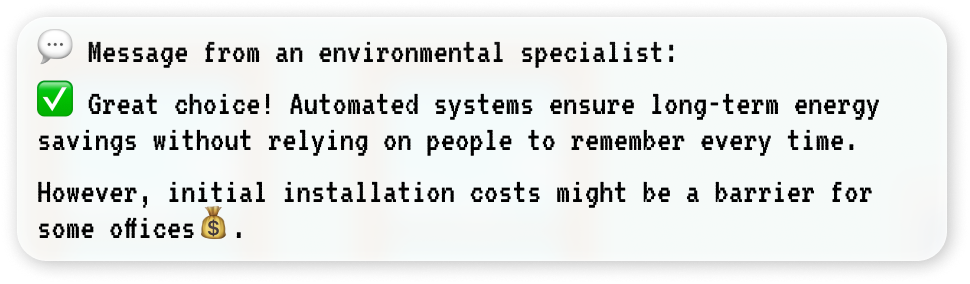 💬 Message from an environmental specialist:
✅ Great choice! Automated systems ensure long-term energy
savings without relying on people to remember every time.
However, initial installation costs might be a barrier for
some offices💰.